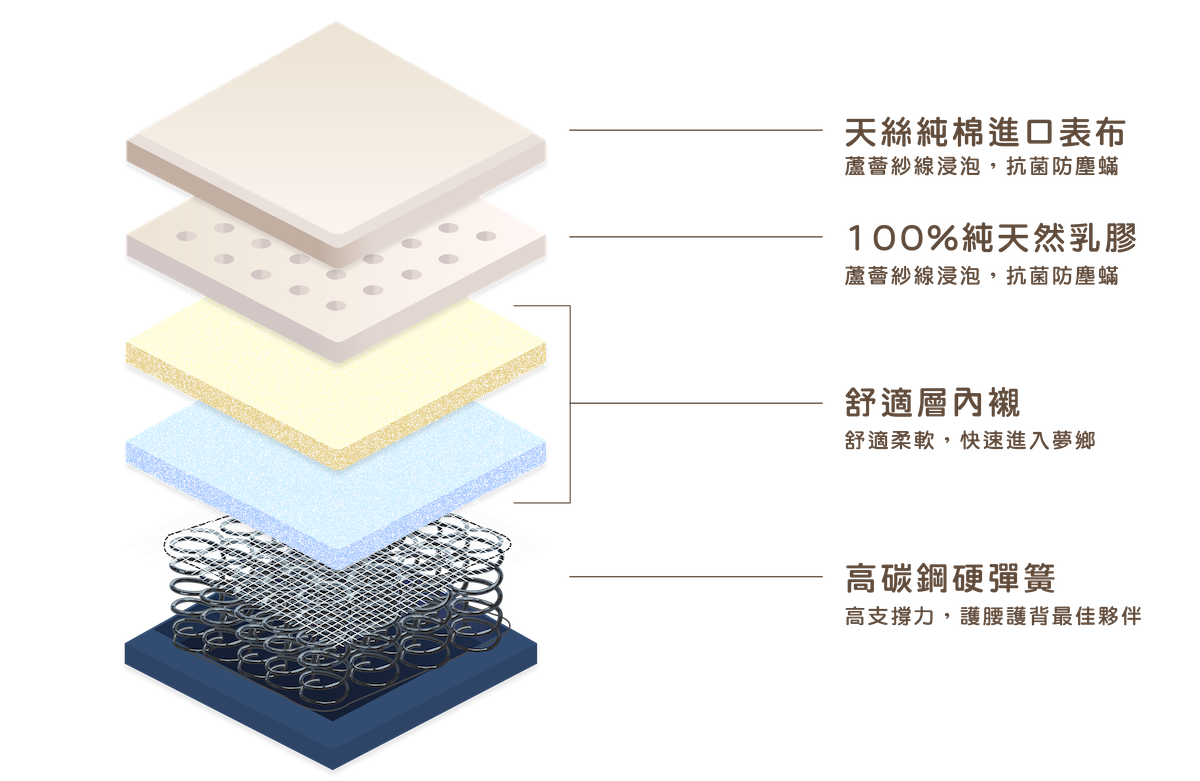 天絲純棉進口表布
蘆薈紗線浸泡，抗菌防塵蟎
100%純天然乳膠
蘆薈紗線浸泡，抗菌防塵蟎
舒適層內襯
舒適柔軟，快速進入夢鄉
高碳鋼硬彈簧
高支撐力，護腰護背最佳夥伴